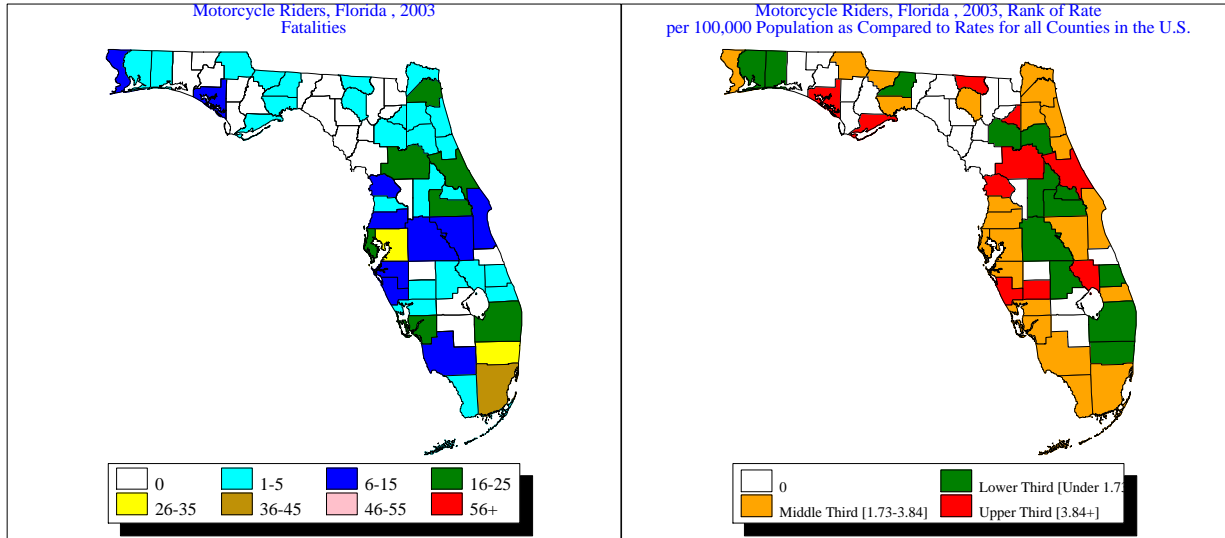 Motorcycle Riders, Florida , 2003
Fatalities
0
1-5
6-15
16-25
26-35
36-45
46-55
56+
Motorcycle Riders, Florida , 2003, Rank of Rate
per 100,000 Population as Compared to Rates for all Counties in the U.S.
0
Lower Third [Under 1.73
Middle Third [1.73-3.84]
Upper Third [3.84+]